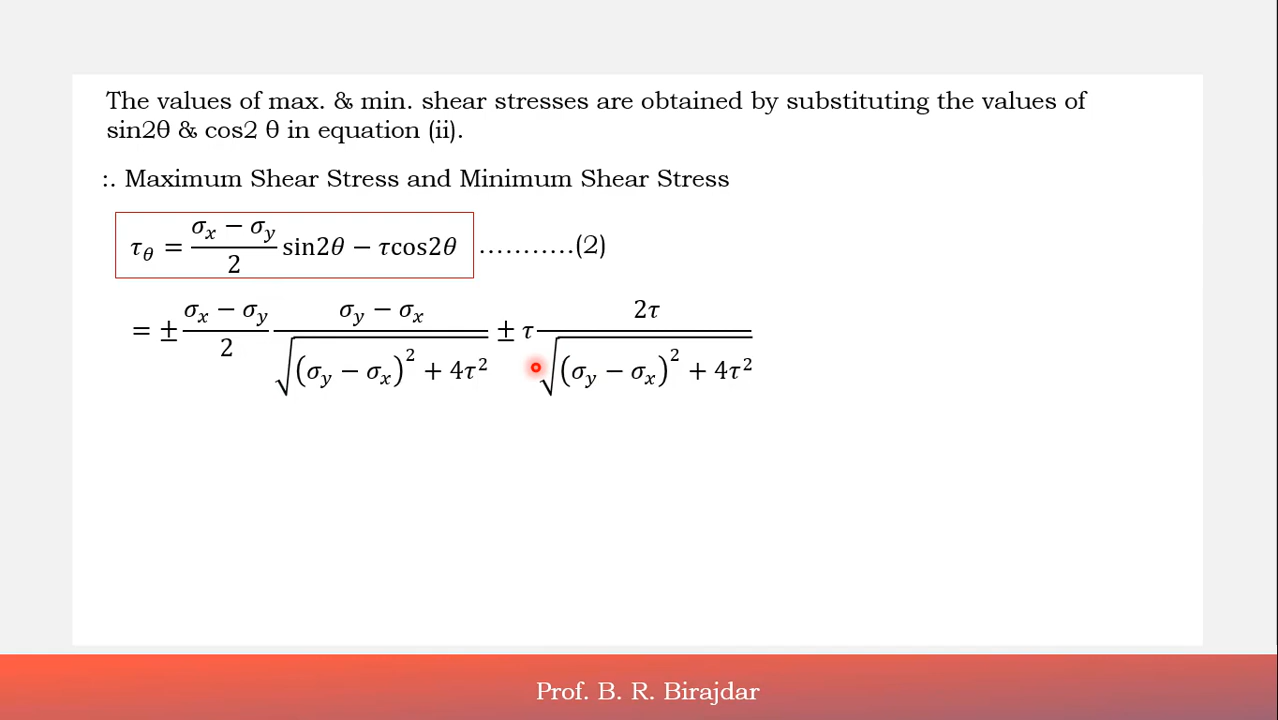 The values of max. & min. shear stresses are obtained by substituting the values of
sin2θ & cos2 θ in equation (ii).
:. Maximum Shear Stress and Minimum Shear Stress
τ_θ = (σ_x − σ_y)/2 sin2θ − τcos2θ ...........(2)
= ± (σ_x − σ_y)/2 (σ_y − σ_x)/√((σ_y − σ_x)² + 4τ²) ± τ 2τ/√((σ_y − σ_x)² + 4τ²)
Prof. B. R. Birajdar